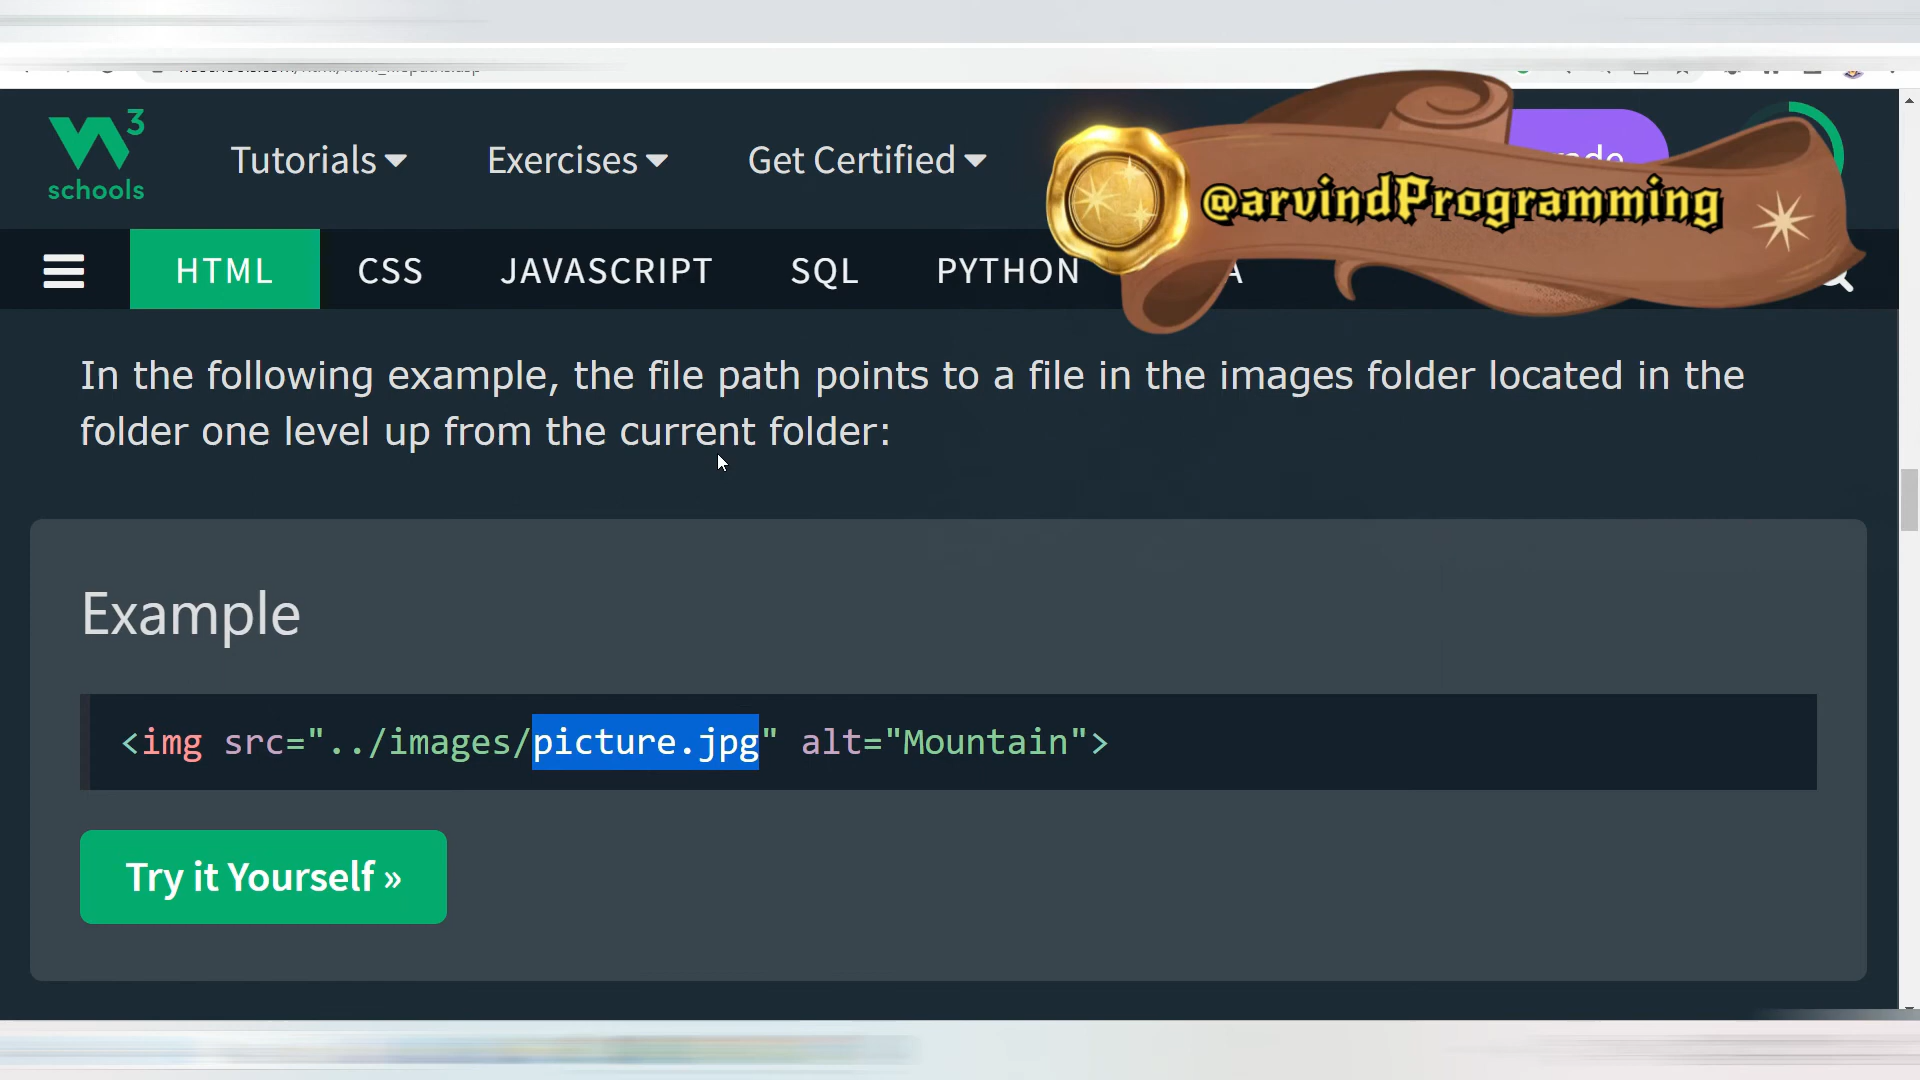 3
schools
Tutorials
Exercises
Get Certified
@arvindProgramming
HTML
CSS
JAVASCRIPT
SQL
PYTHON
In the following example, the file path points to a file in the images folder located in the
folder one level up from the current folder:
Example
<img src="../images/picture.jpg" alt="Mountain">
Try it Yourself »